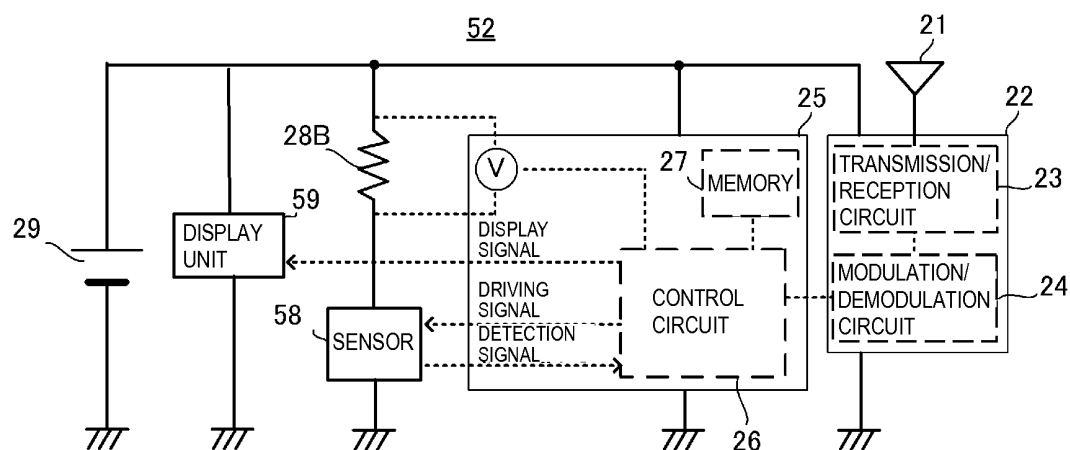 52
21
25
22
28B
V
27
MEMORY
TRANSMISSION/
RECEPTION
CIRCUIT
23
59
29
DISPLAY
UNIT
DISPLAY
SIGNAL
MODULATION/
DEMODULATION
CIRCUIT
24
DRIVING
SIGNAL
CONTROL
CIRCUIT
58
SENSOR
DETECTION
SIGNAL
26